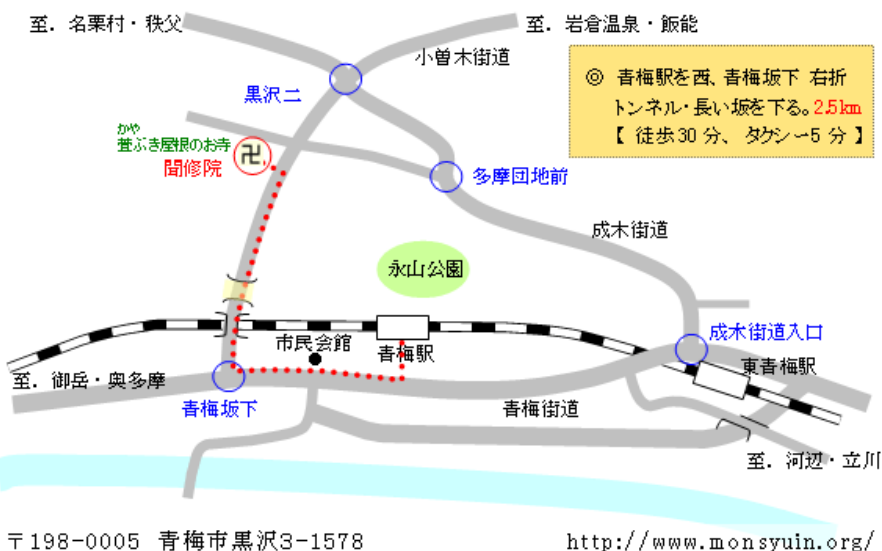 至．名栗村・秩父
至．岩倉温泉・飯能
小曽木街道
◎ 青梅駅を西、青梅坂下 右折
トンネル・長い坂を下る。2.5km
【 徒歩30 分、 タクシー5 分 】
黒沢二
かや
萱ぶき屋根のお寺
卍
聞修院
多摩団地前
成木街道
永山公園
成木街道入口
市民会館
青梅駅
東青梅駅
至．御岳・奥多摩
青梅坂下
青梅街道
至．河辺・立川
〒198-0005 青梅市黒沢3-1578
http://www.monsyuin.org/